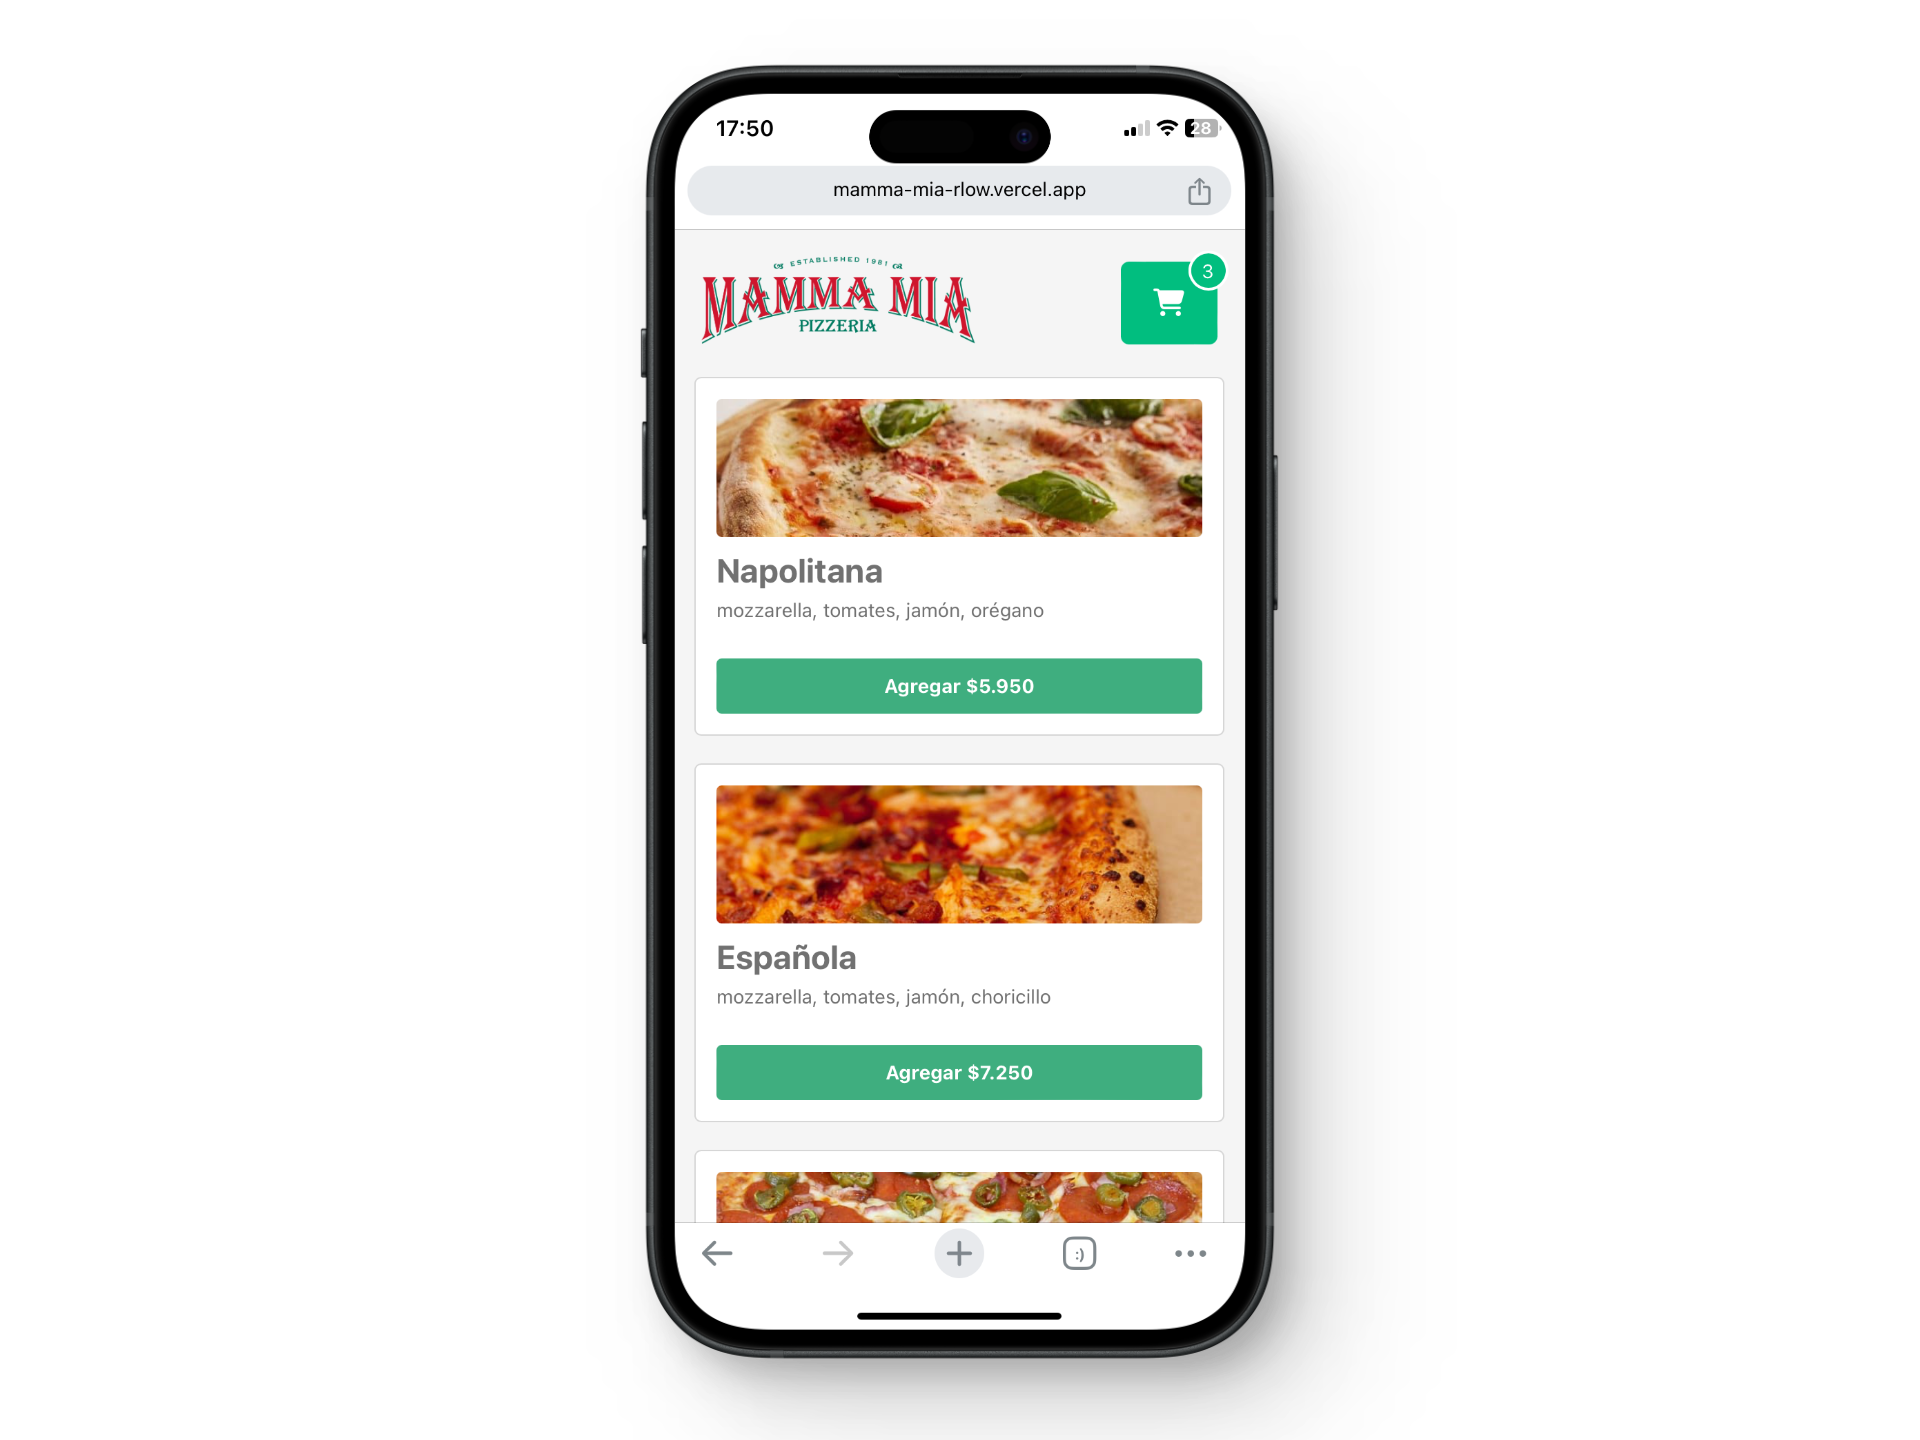 17:50
28
mamma-mia-rlow.vercel.app
ESTABLISHED 1981
MAMMA MIA
PIZZERIA
3
Napolitana
mozzarella, tomates, jamón, orégano
Agregar $5.950
Española
mozzarella, tomates, jamón, choricillo
Agregar $7.250
:)